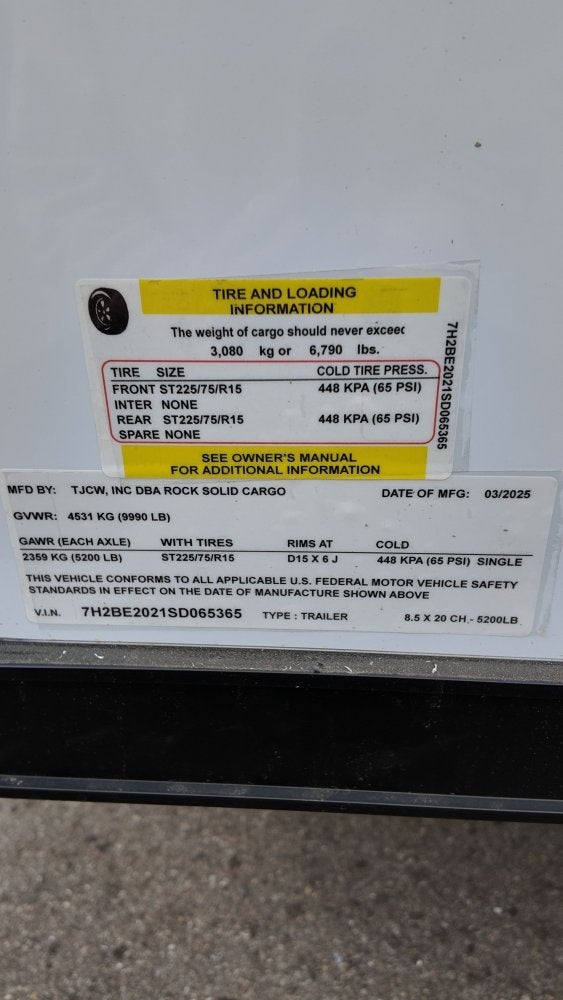 TIRE AND LOADING
INFORMATION
The weight of cargo should never exceed
3,080 kg or 6,790 lbs.
TIRE SIZE COLD TIRE PRESS.
FRONT ST225/75/R15 448 KPA (65 PSI)
INTER NONE
REAR ST225/75/R15 448 KPA (65 PSI)
SPARE NONE
SEE OWNER'S MANUAL
FOR ADDITIONAL INFORMATION
7H2BE2021SD065365
MFD BY: TJCW, INC DBA ROCK SOLID CARGO DATE OF MFG: 03/2025
GVWR: 4531 KG (9990 LB)
GAWR (EACH AXLE) WITH TIRES RIMS AT COLD
2359 KG (5200 LB) ST225/75/R15 D15 X 6 J 448 KPA (65 PSI) SINGLE
THIS VEHICLE CONFORMS TO ALL APPLICABLE U.S. FEDERAL MOTOR VEHICLE SAFETY
STANDARDS IN EFFECT ON THE DATE OF MANUFACTURE SHOWN ABOVE
V.I.N. 7H2BE2021SD065365 TYPE : TRAILER 8.5 X 20 CH - 5200LB